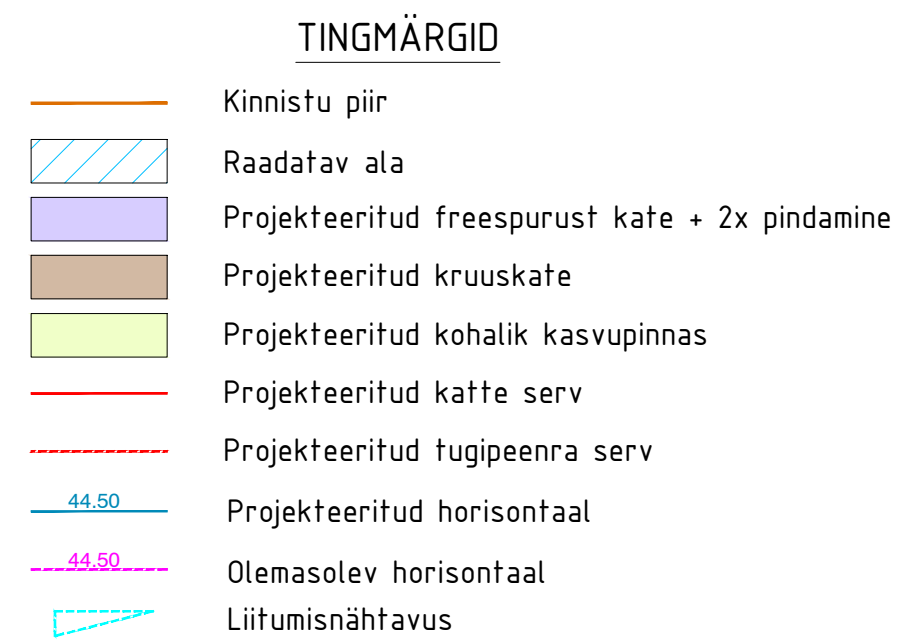 TINGMÄRGID
Kinnistu piir
Raadatav ala
Projekteeritud freespurust kate + 2x pindamine
Projekteeritud kruuskate
Projekteeritud kohalik kasvupinnas
Projekteeritud katte serv
Projekteeritud tugipeenra serv
44.50 Projekteeritud horisontaal
44.50 Olemasolev horisontaal
Liitumisnähtavus